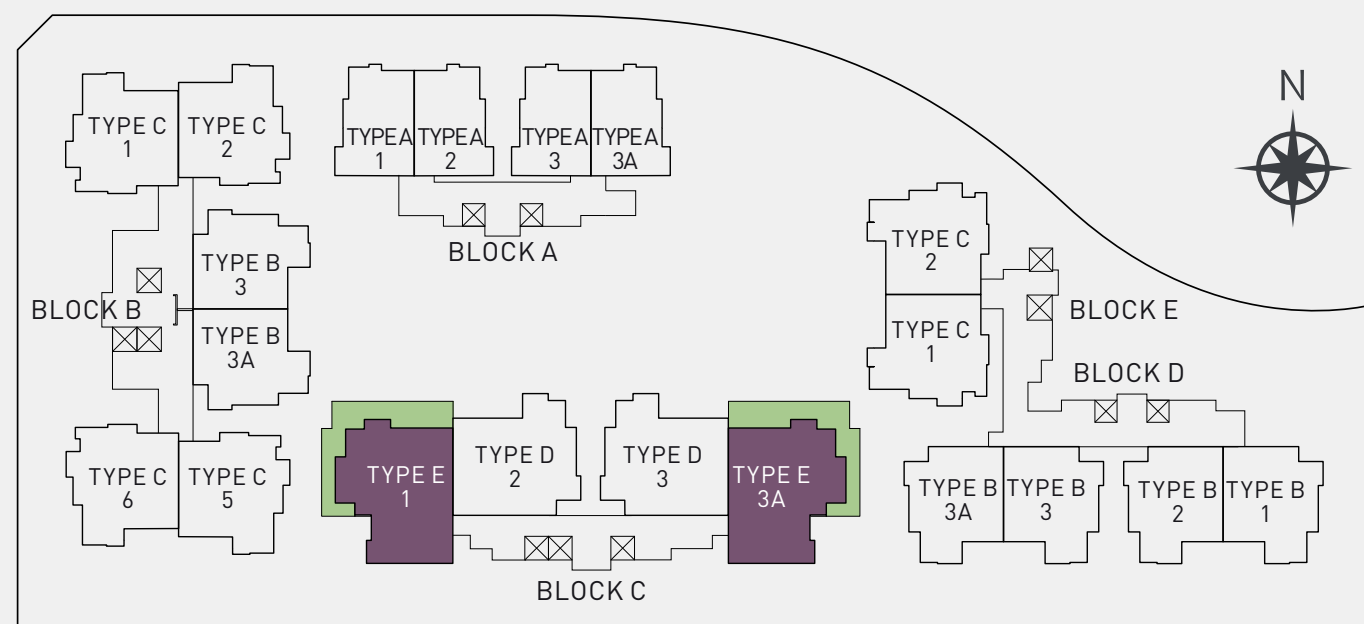 N
TYPE C
1
TYPE C
2
TYPE A
1
TYPE A
2
TYPE A
3
TYPE A
3A
BLOCK A
TYPE B
3
BLOCK B
TYPE B
3A
TYPE C
6
TYPE C
5
TYPE C
2
TYPE C
1
BLOCK E
BLOCK D
TYPE E
1
TYPE D
2
TYPE D
3
TYPE E
3A
BLOCK C
TYPE B
3A
TYPE B
3
TYPE B
2
TYPE B
1